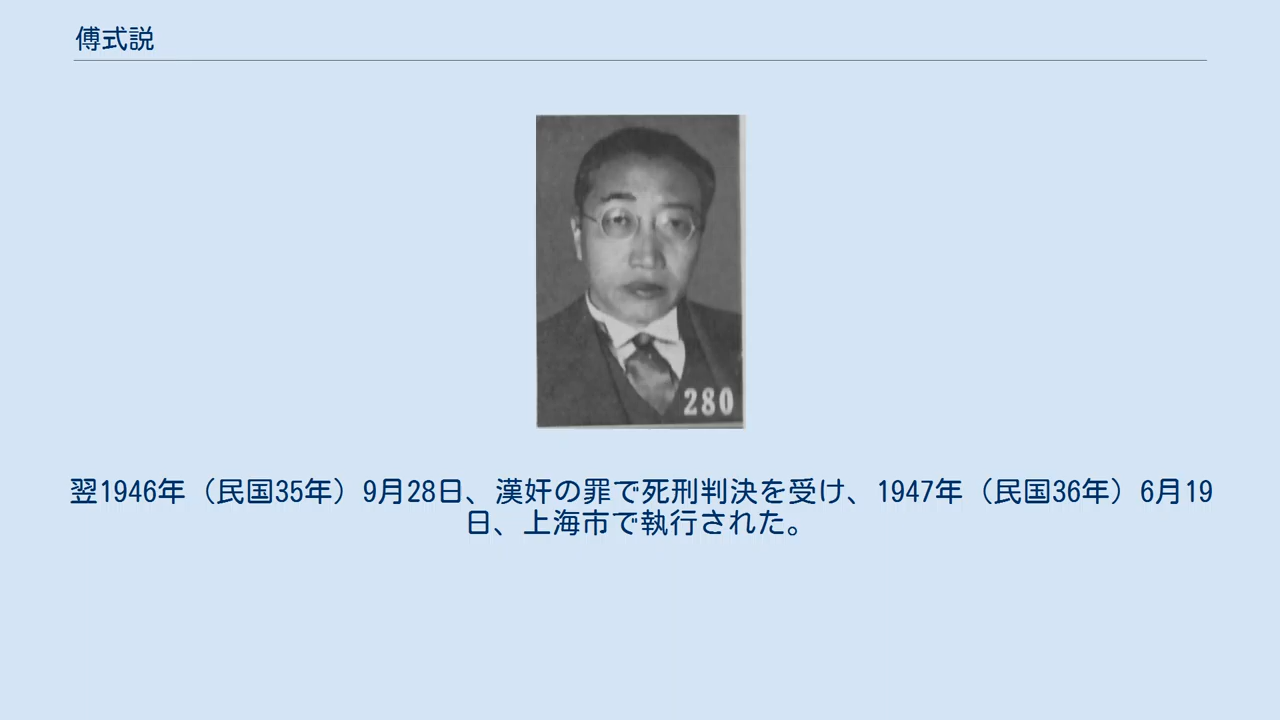 傅式説
280
翌1946年（民国35年）9月28日、漢奸の罪で死刑判決を受け、1947年（民国36年）6月19
日、上海市で執行された。